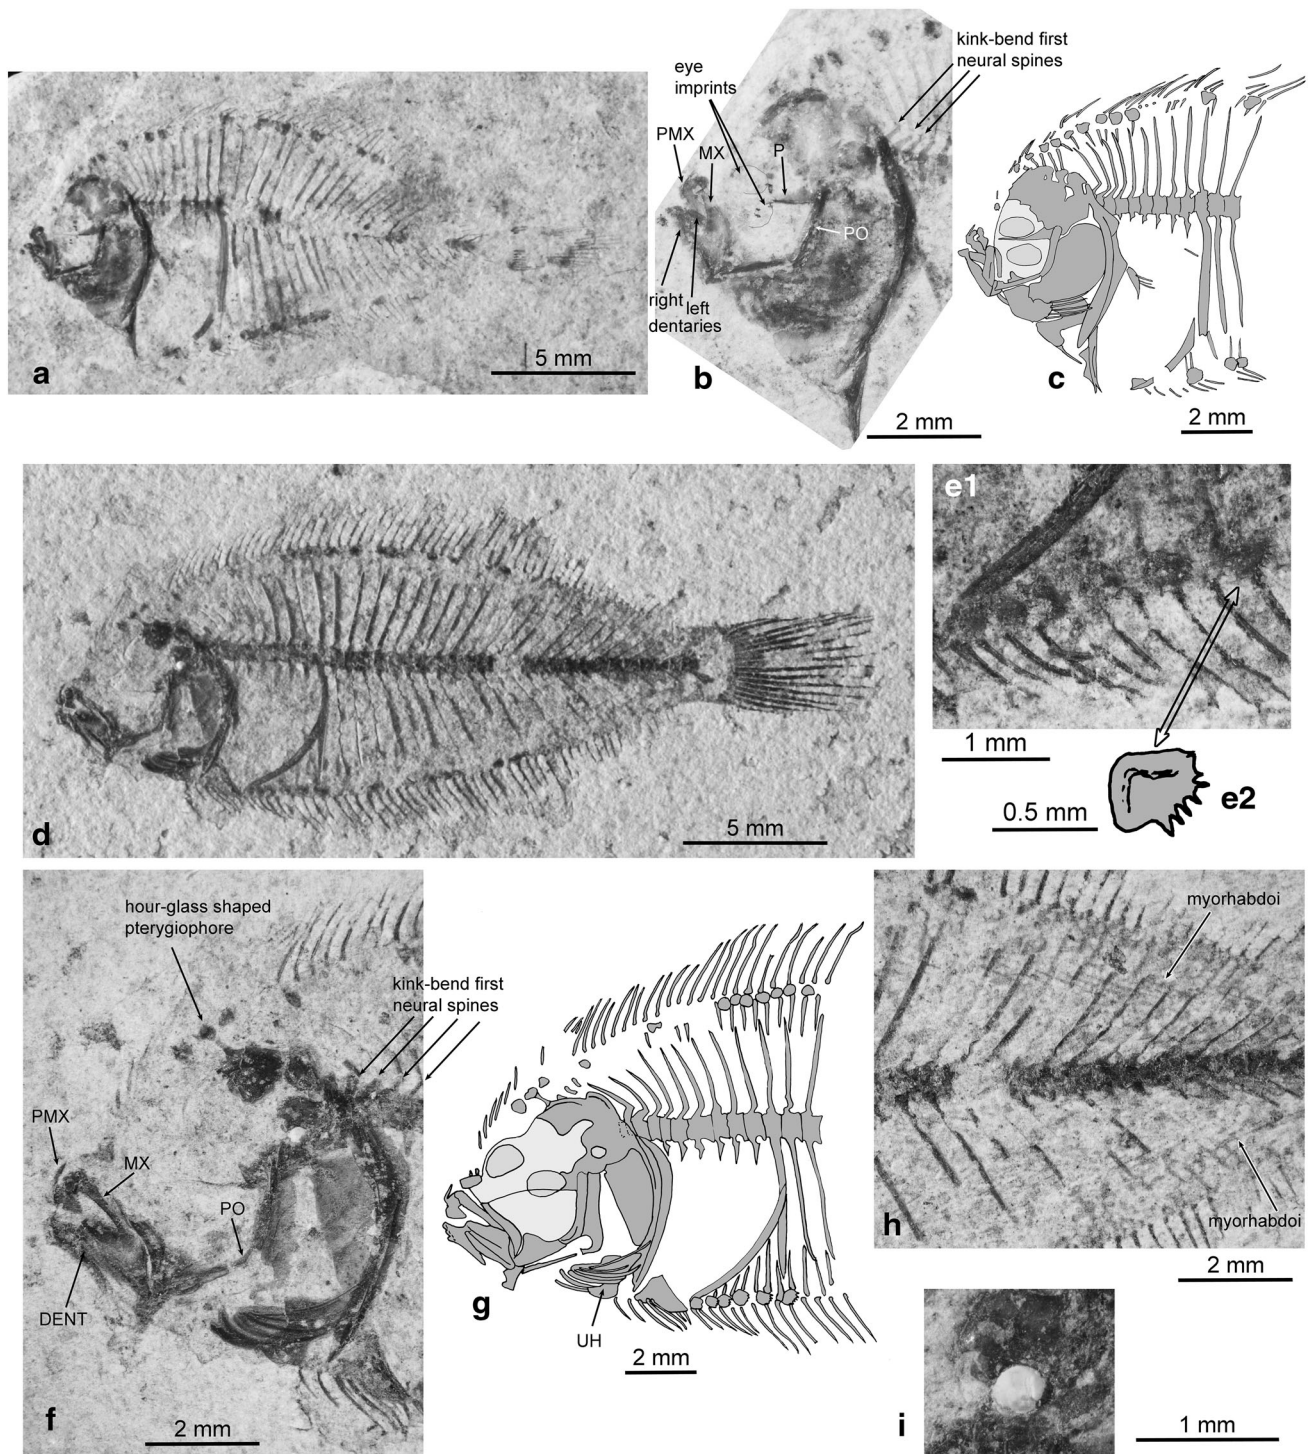 a
5 mm
eye
imprints
kink-bend first
neural spines
PMX
MX
P
PO
right
left
dentaries
b
2 mm
c
2 mm
d
5 mm
e1
1 mm
0.5 mm
e2
hour-glass shaped
pterygiophore
kink-bend first
neural spines
PMX
MX
PO
DENT
f
2 mm
g
UH
2 mm
myorhabdoi
h
myorhabdoi
2 mm
i
1 mm